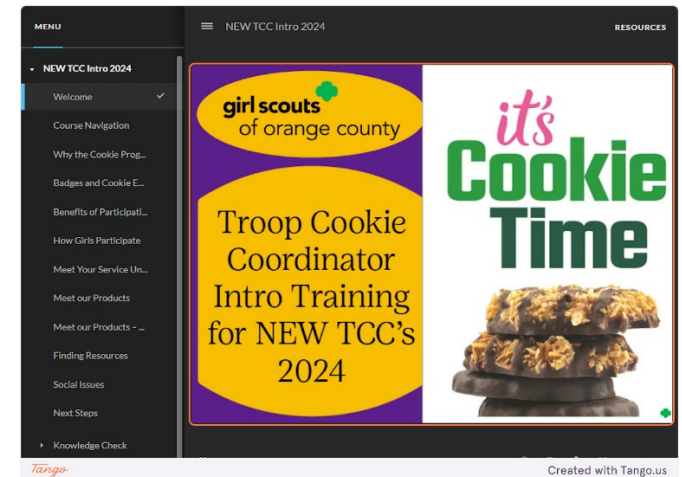 MENU
NEW TCC Intro 2024
RESOURCES
NEW TCC Intro 2024
Welcome
Course Navigation
Why the Cookie Prog...
Badges and Cookie E...
Benefits of Participati...
How Girls Participate
Meet Your Service Un...
Meet our Products
Meet our Products – ...
Finding Resources
Social Issues
Next Steps
Knowledge Check
girl scouts
of orange county
Troop Cookie
Coordinator
Intro Training
for NEW TCC's
2024
it's
Cookie
Time
Tango
Created with Tango.us